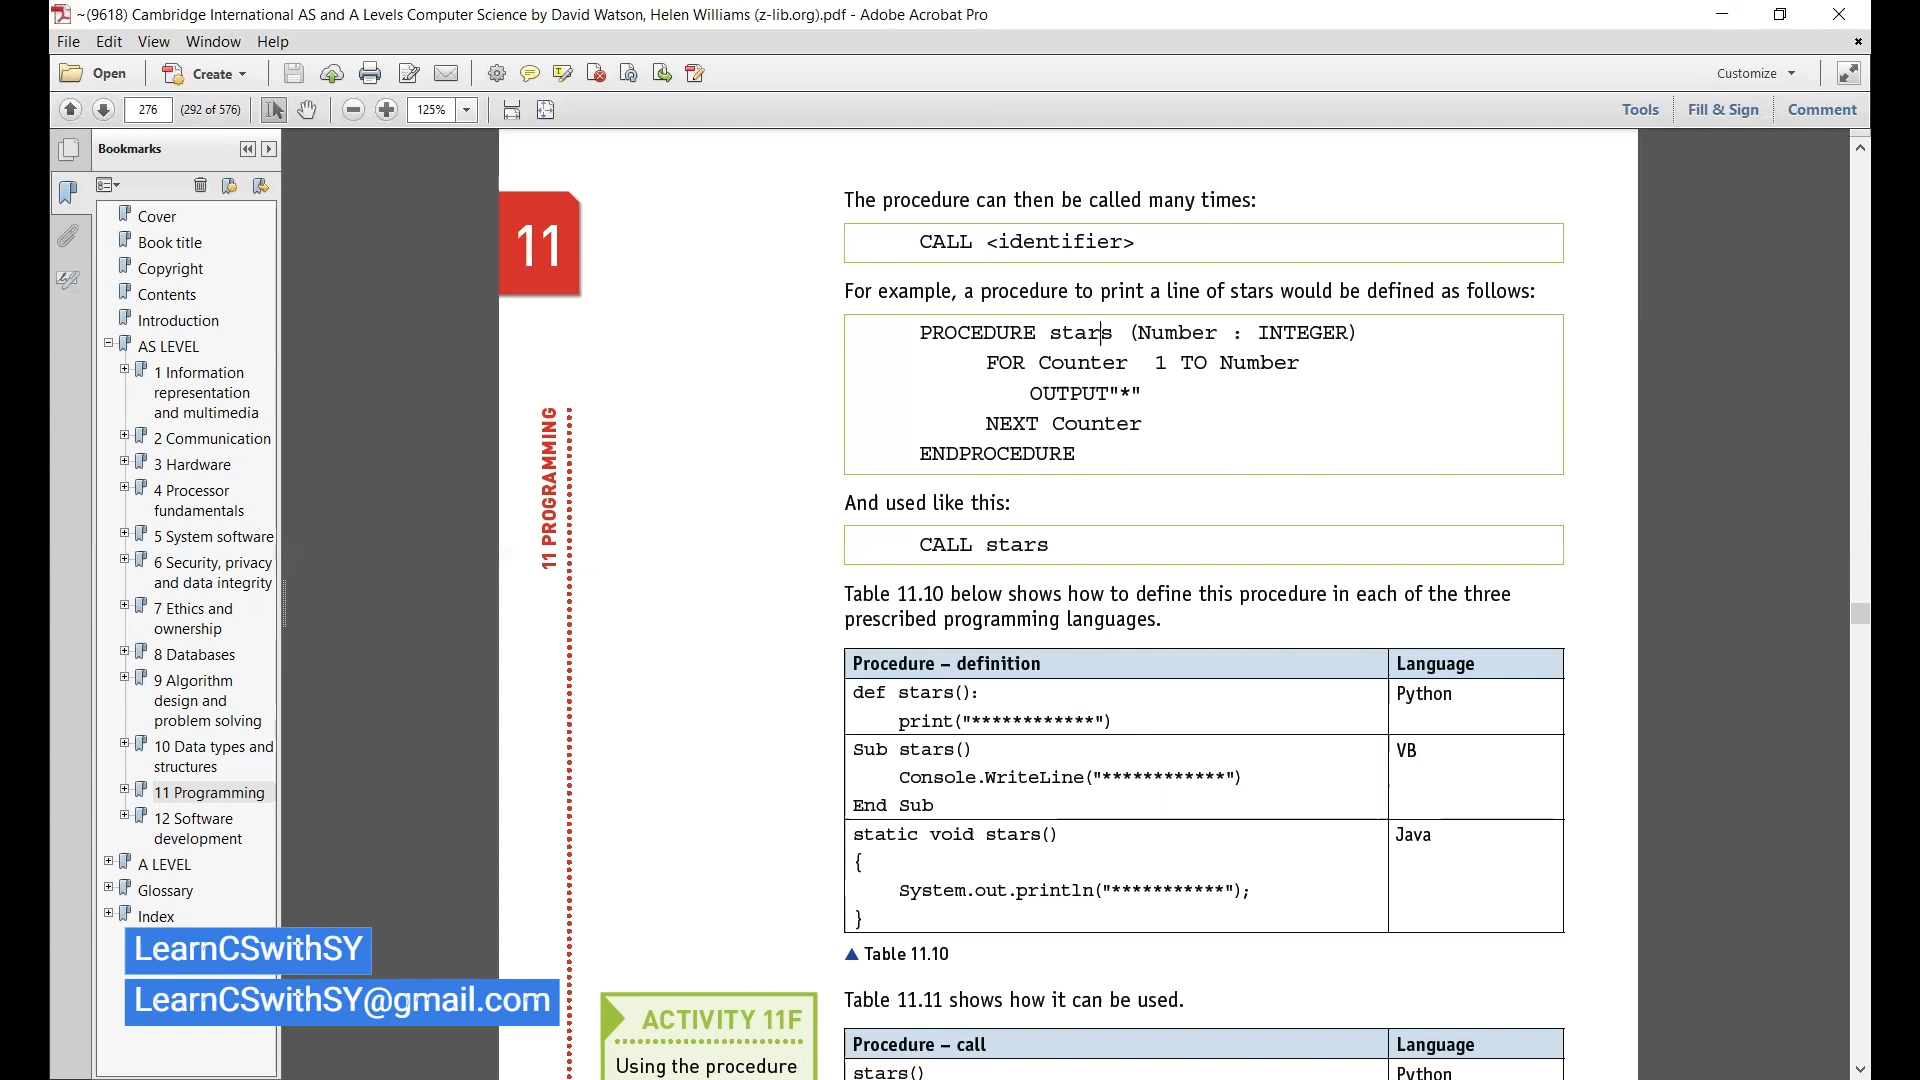 ~(9618) Cambridge International AS and A Levels Computer Science by David Watson, Helen Williams (z-lib.org).pdf - Adobe Acrobat Pro
File Edit View Window Help
Open Create Customize
276 (292 of 576) 125% Tools Fill & Sign Comment
Bookmarks
Cover
Book title
Copyright
Contents
Introduction
AS LEVEL
1 Information
representation
and multimedia
2 Communication
3 Hardware
4 Processor
fundamentals
5 System software
6 Security, privacy
and data integrity
7 Ethics and
ownership
8 Databases
9 Algorithm
design and
problem solving
10 Data types and
structures
11 Programming
12 Software
development
A LEVEL
Glossary
Index
LearnCSwithSY
LearnCSwithSY@gmail.com
11
11 PROGRAMMING
The procedure can then be called many times:
CALL <identifier>
For example, a procedure to print a line of stars would be defined as follows:
PROCEDURE stars (Number : INTEGER)
FOR Counter 1 TO Number
OUTPUT"*"
NEXT Counter
ENDPROCEDURE
And used like this:
CALL stars
Table 11.10 below shows how to define this procedure in each of the three
prescribed programming languages.
Procedure – definition Language
def stars(): Python
print("************")
Sub stars() VB
Console.WriteLine("************")
End Sub
static void stars() Java
{
System.out.println("***********");
}
▲ Table 11.10
Table 11.11 shows how it can be used.
Procedure – call Language
stars() Python
ACTIVITY 11F
Using the procedure